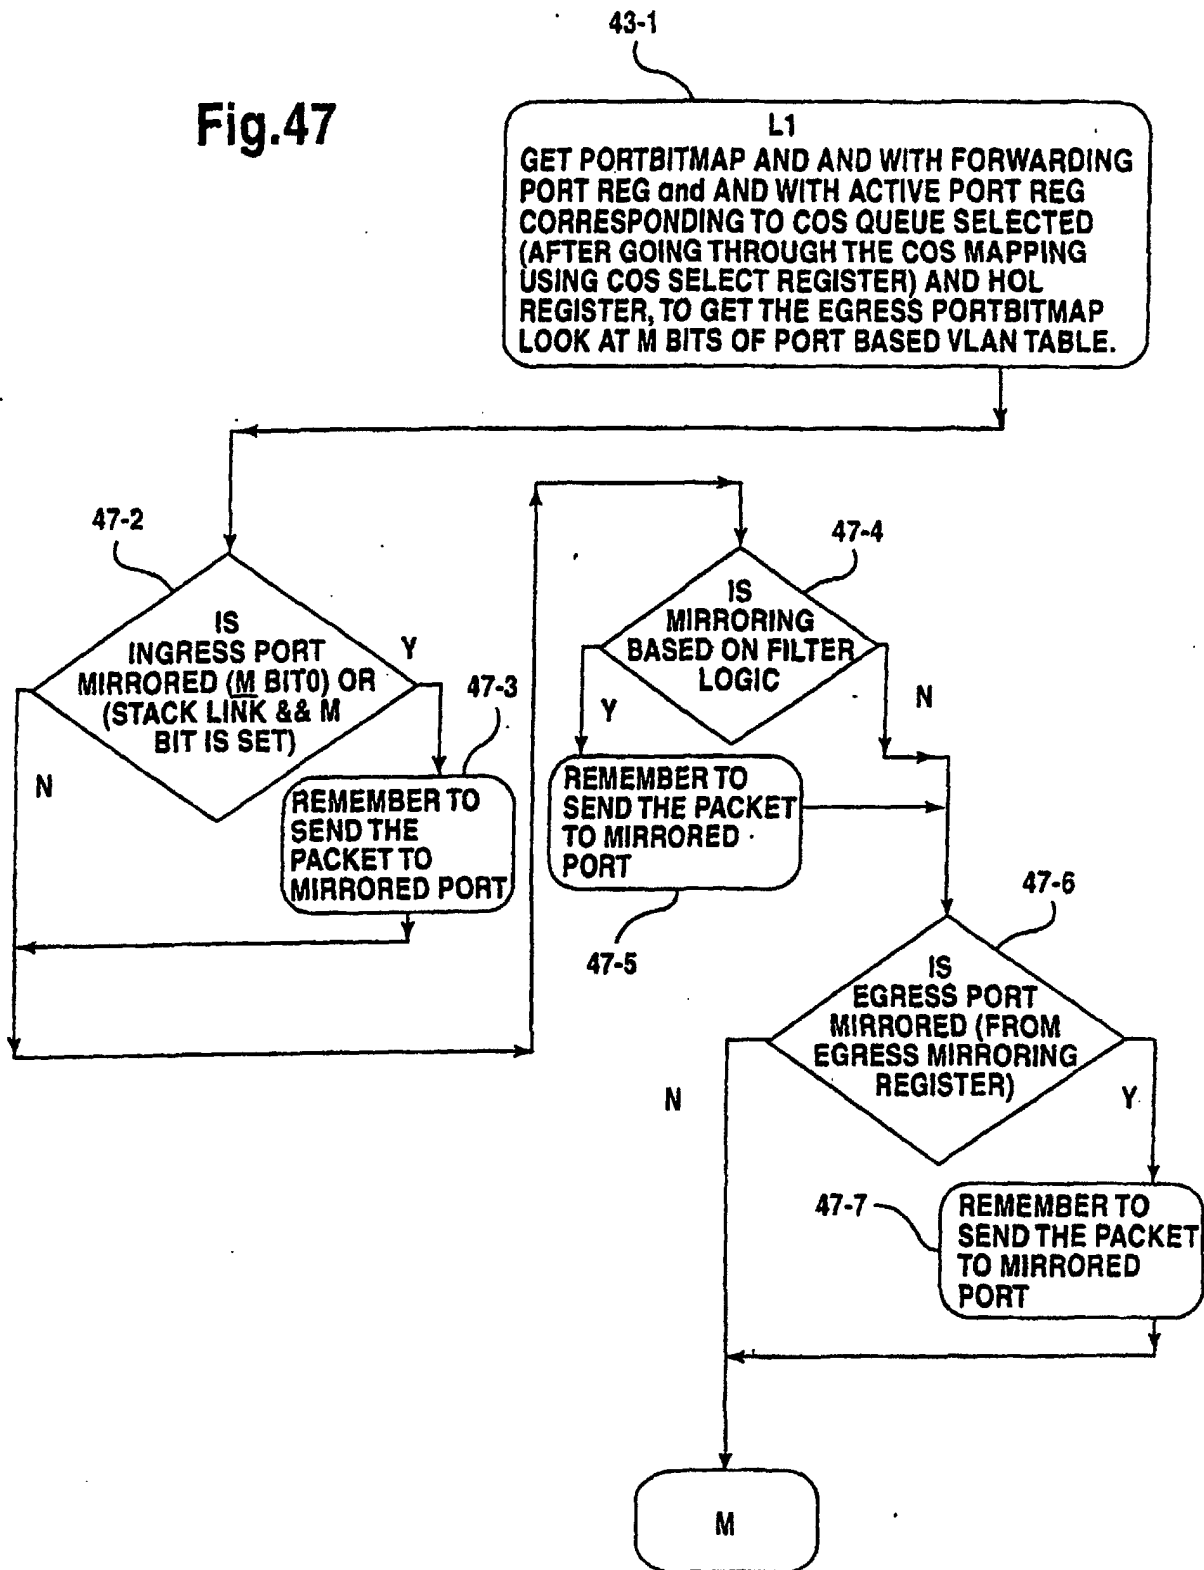 43-1
Fig.47
L1
GET PORTBITMAP AND AND WITH FORWARDING
PORT REG and AND WITH ACTIVE PORT REG
CORRESPONDING TO COS QUEUE SELECTED
(AFTER GOING THROUGH THE COS MAPPING
USING COS SELECT REGISTER) AND HOL
REGISTER, TO GET THE EGRESS PORTBITMAP
LOOK AT M BITS OF PORT BASED VLAN TABLE.
47-2
IS
INGRESS PORT
MIRRORED (M BIT0) OR
(STACK LINK && M
BIT IS SET)
Y
N
47-3
REMEMBER TO
SEND THE
PACKET TO
MIRRORED PORT
47-4
IS
MIRRORING
BASED ON FILTER
LOGIC
Y
N
REMEMBER TO
SEND THE PACKET
TO MIRRORED
PORT
47-5
47-6
IS
EGRESS PORT
MIRRORED (FROM
EGRESS MIRRORING
REGISTER)
N
Y
47-7
REMEMBER TO
SEND THE PACKET
TO MIRRORED
PORT
M